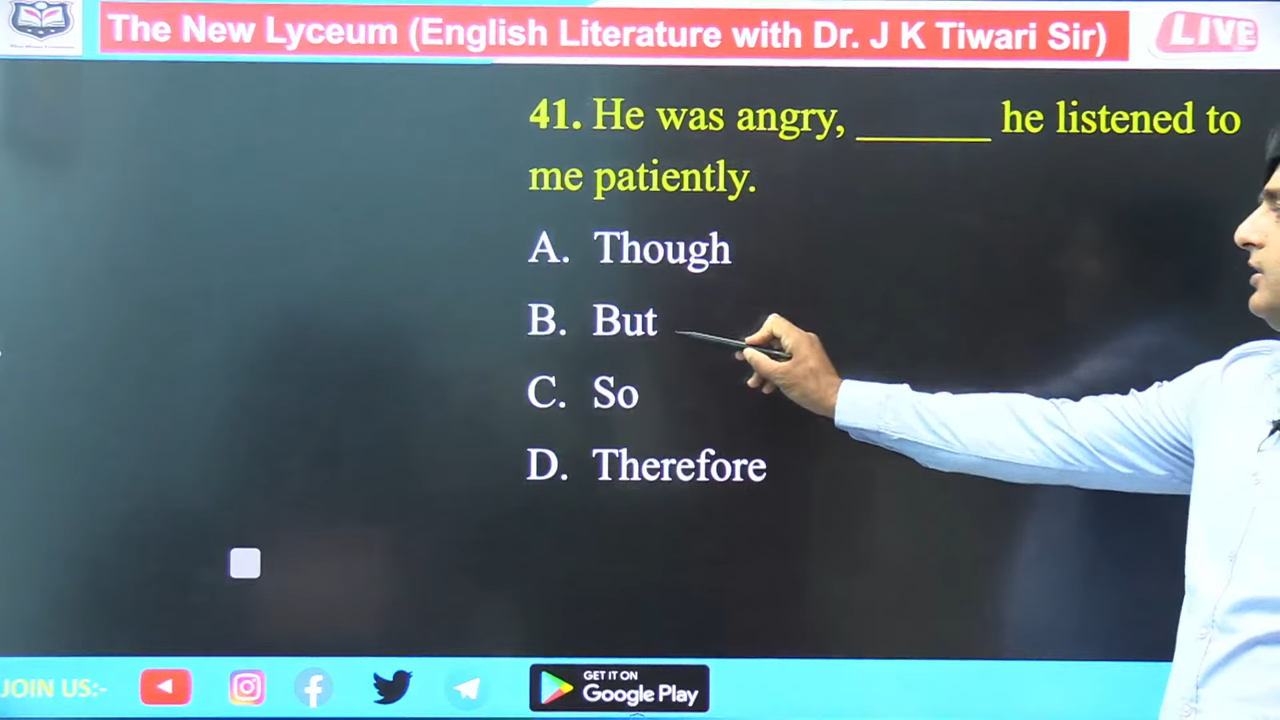 The New Lyceum (English Literature with Dr. J K Tiwari Sir)
LIVE
41. He was angry, ______ he listened to
me patiently.
A. Though
B. But
C. So
D. Therefore
JOIN US:-
GET IT ON
Google Play